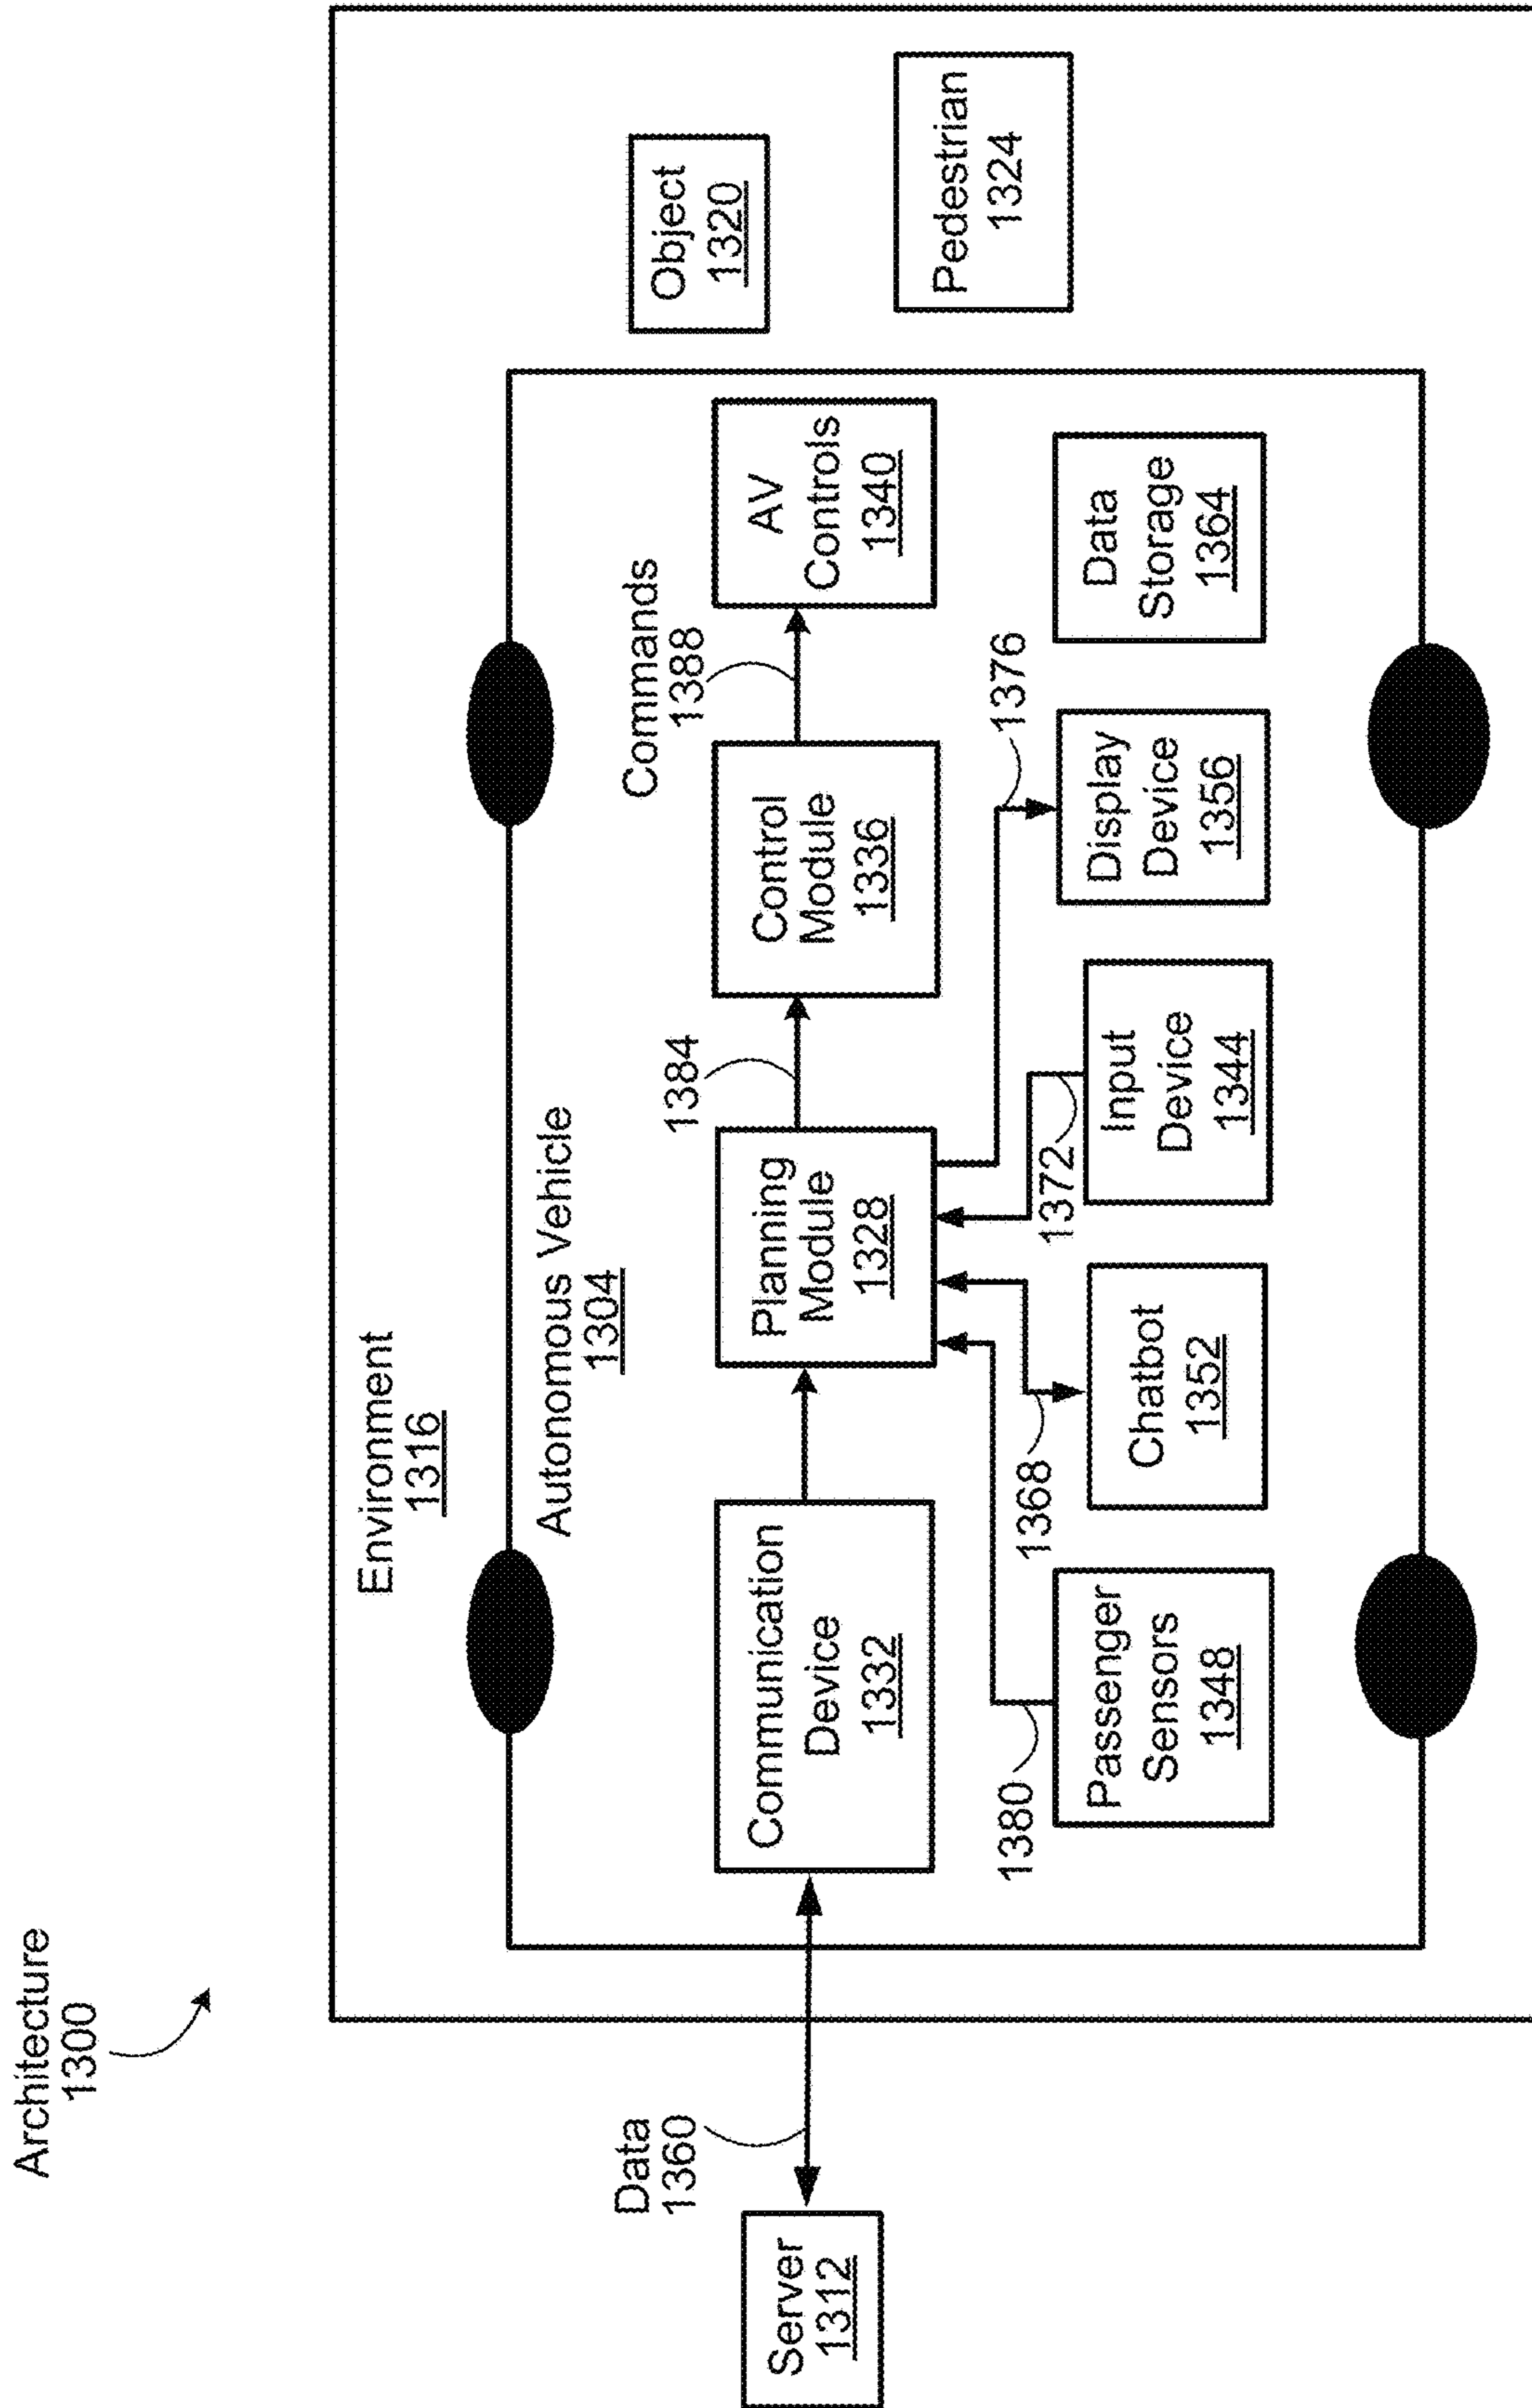 Architecture
1300
Environment
1316
Autonomous Vehicle
1304
Server
1312
Data
1360
Communication
Device
1332
Planning
Module
1328
1384
Control
Module
1336
Commands
1388
AV
Controls
1340
Object
1320
Pedestrian
1324
1380
Passenger
Sensors
1348
1368
Chatbot
1352
1372
Input
Device
1344
1376
Display
Device
1356
Data
Storage
1364